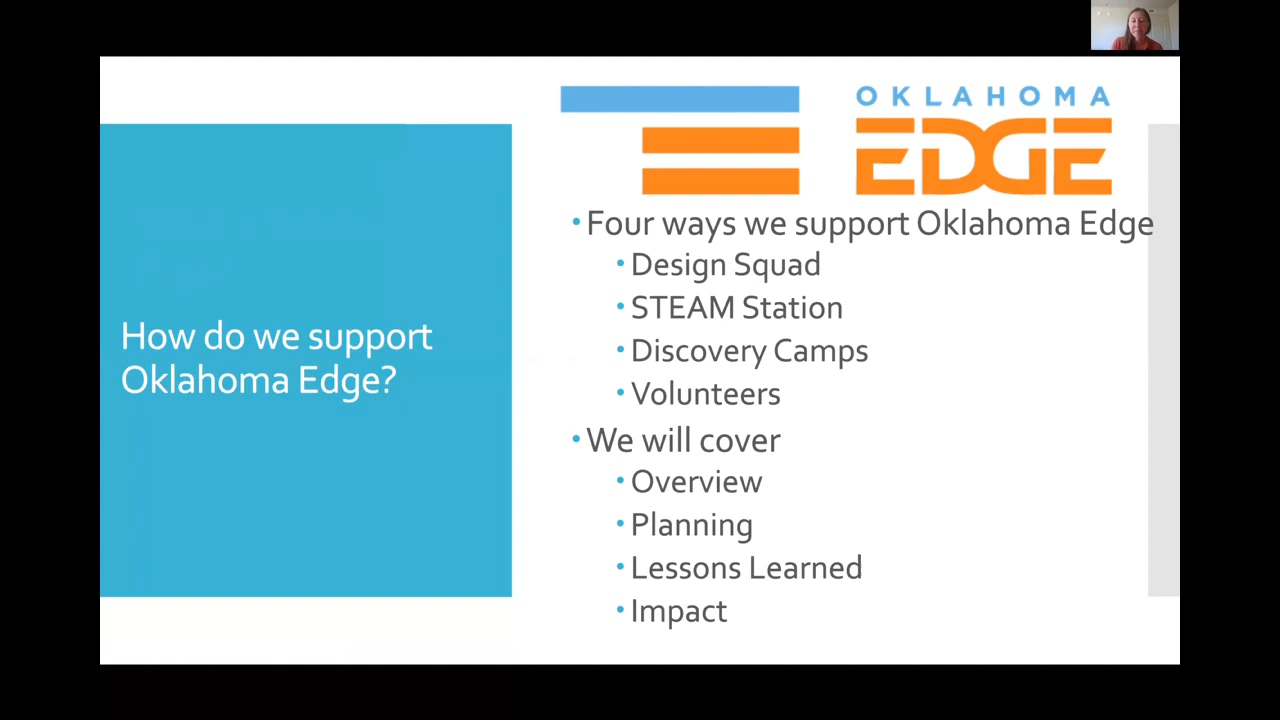 How do we support
Oklahoma Edge?
OKLAHOMA
EDGE
• Four ways we support Oklahoma Edge
• Design Squad
• STEAM Station
• Discovery Camps
• Volunteers
• We will cover
• Overview
• Planning
• Lessons Learned
• Impact